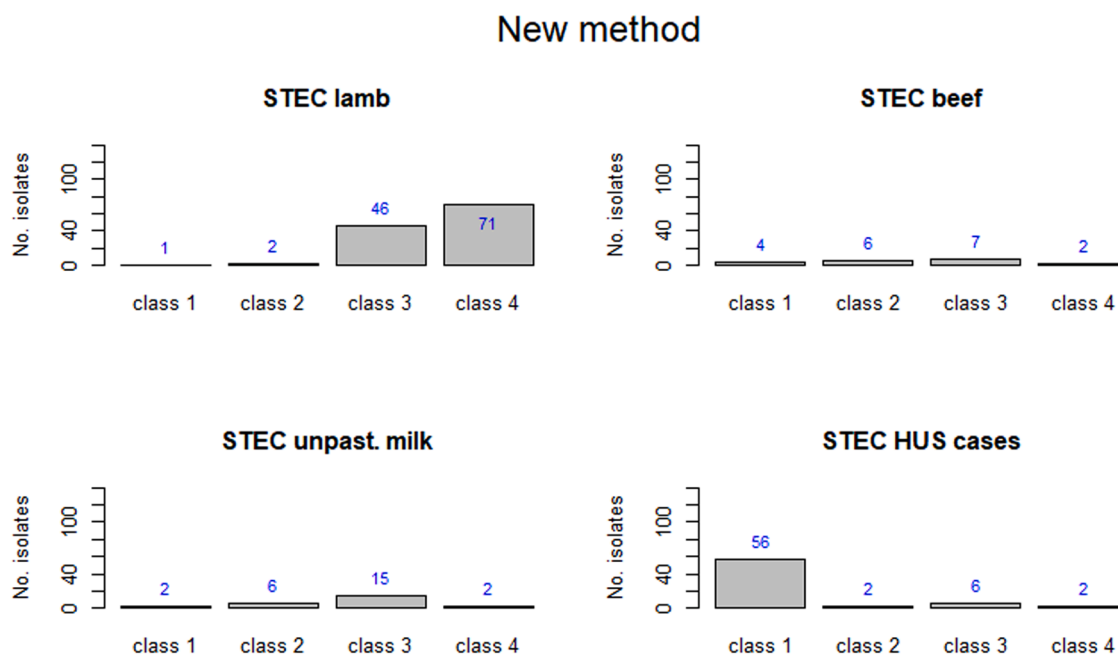 New method
STEC lamb
No. isolates
100
40
0
1
2
46
71
class 1 class 2 class 3 class 4
STEC beef
No. isolates
100
40
0
4
6
7
2
class 1 class 2 class 3 class 4
STEC unpast. milk
No. isolates
100
40
0
2
6
15
2
class 1 class 2 class 3 class 4
STEC HUS cases
No. isolates
100
40
0
56
2
6
2
class 1 class 2 class 3 class 4